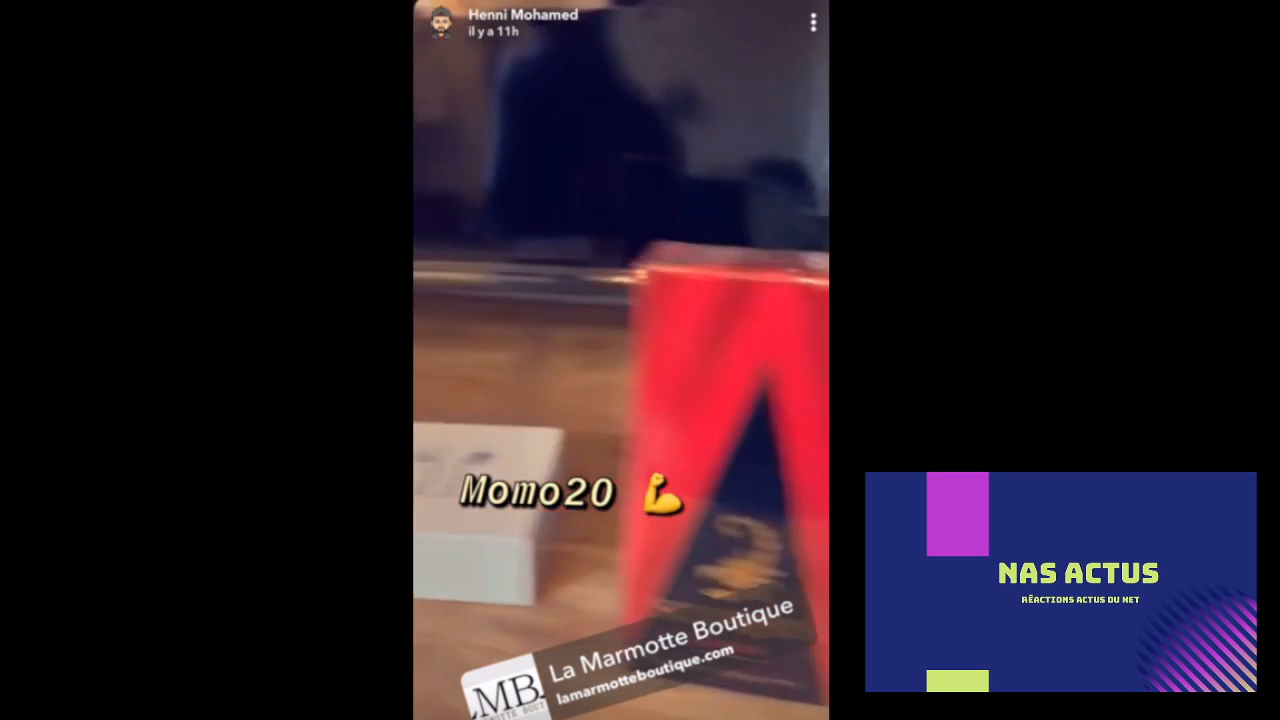 Henni Mohamed
il y a 11h
Momo20 💪
La Marmotte Boutique
lamarmotteboutique.com
MB
NAS ACTUS
RÉACTIONS ACTUS DU NET